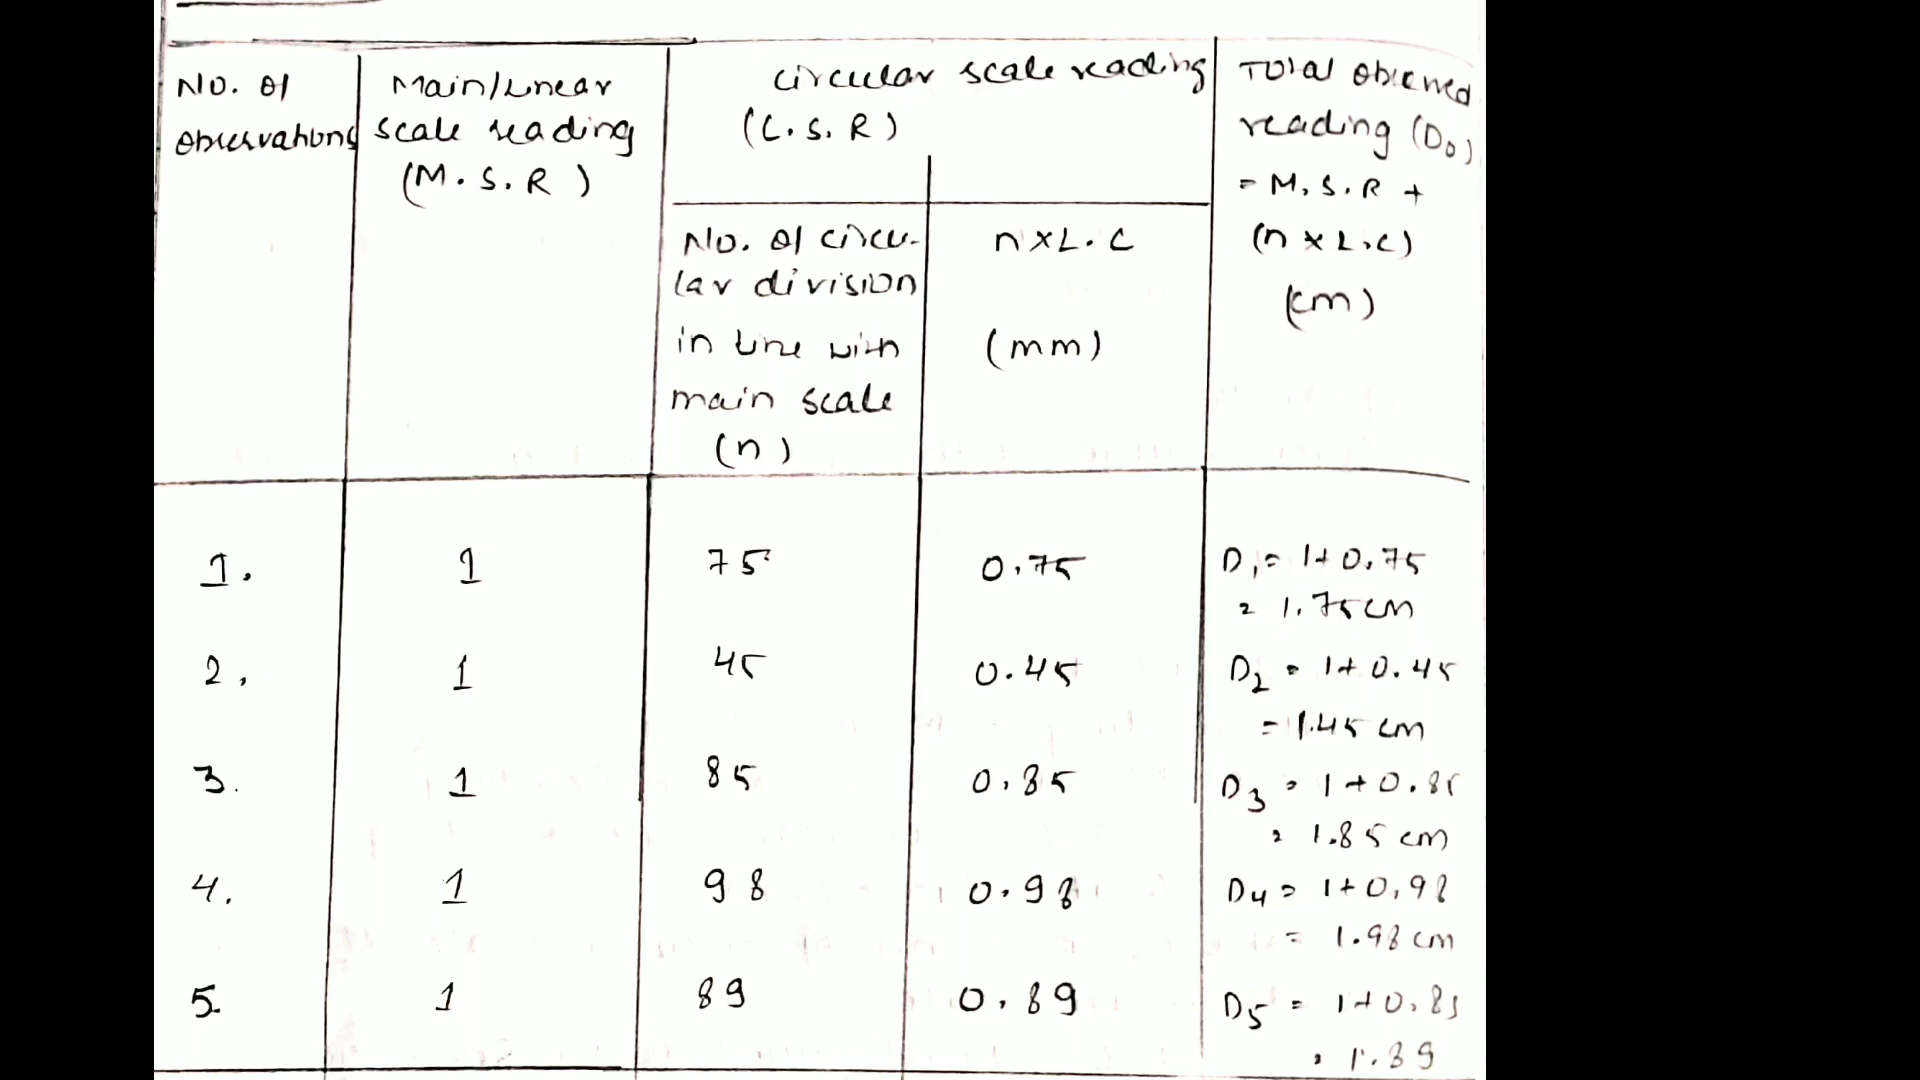 No. of
observations
Main/Linear
scale reading
(M.S.R)
circular scale reading
(C.S.R)
No. of circu-
lar division
in line with
main scale
(n)
n×L.C
(mm)
Total observed
reading (D₀)
= M.S.R +
(n × L.C)
(cm)
1. 1 75 0.75 D₁= 1+0.75
= 1.75cm
2. 1 45 0.45 D₂ = 1+0.45
= 1.45 cm
3. 1 85 0.85 D₃ = 1+0.85
= 1.85 cm
4. 1 98 0.98 D₄= 1+0.98
= 1.98 cm
5. 1 89 0.89 D₅ = 1+0.89
= 1.89